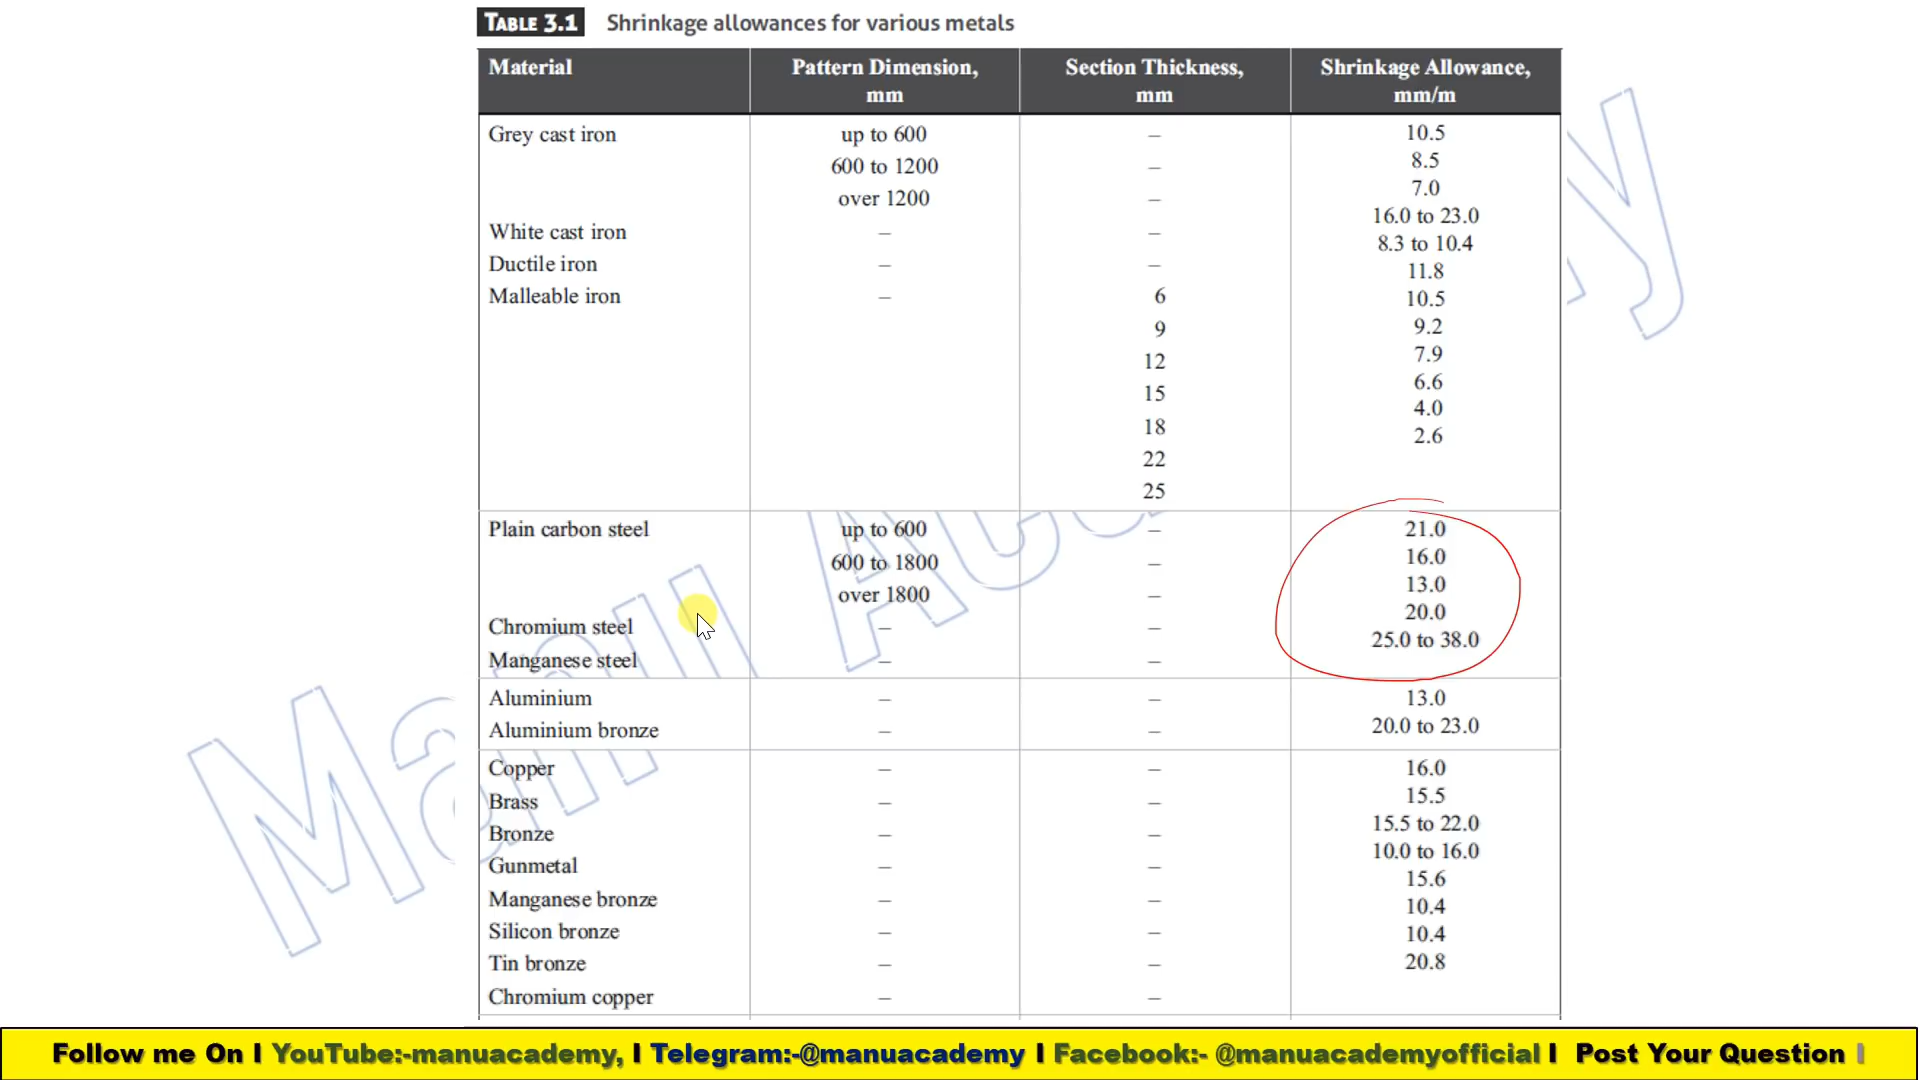 TABLE 3.1 Shrinkage allowances for various metals
Material Pattern Dimension, mm Section Thickness, mm Shrinkage Allowance, mm/m
Grey cast iron up to 600 – 10.5
600 to 1200 – 8.5
over 1200 – 7.0
16.0 to 23.0
White cast iron – – 8.3 to 10.4
Ductile iron – – 11.8
Malleable iron – 6 10.5
9 9.2
12 7.9
15 6.6
18 4.0
22 2.6
25
Plain carbon steel up to 600 – 21.0
600 to 1800 – 16.0
over 1800 – 13.0
Chromium steel – – 20.0
Manganese steel – – 25.0 to 38.0
Aluminium – – 13.0
Aluminium bronze – – 20.0 to 23.0
Copper – – 16.0
Brass – – 15.5
Bronze – – 15.5 to 22.0
Gunmetal – – 10.0 to 16.0
Manganese bronze – – 15.6
Silicon bronze – – 10.4
Tin bronze – – 10.4
Chromium copper – – 20.8
Manu Academy
Follow me On I YouTube:-manuacademy, I Telegram:-@manuacademy I Facebook:- @manuacademyofficial I Post Your Question I